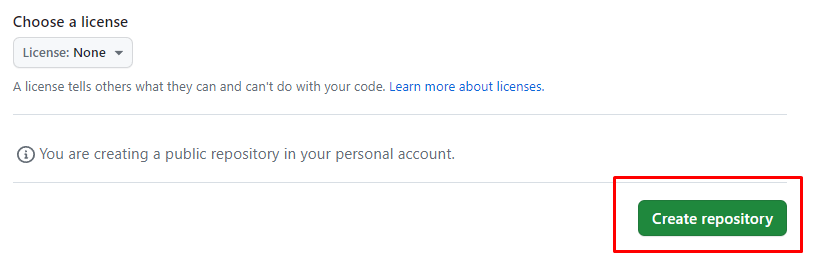 Choose a license
License: None
A license tells others what they can and can't do with your code. Learn more about licenses.
You are creating a public repository in your personal account.
Create repository